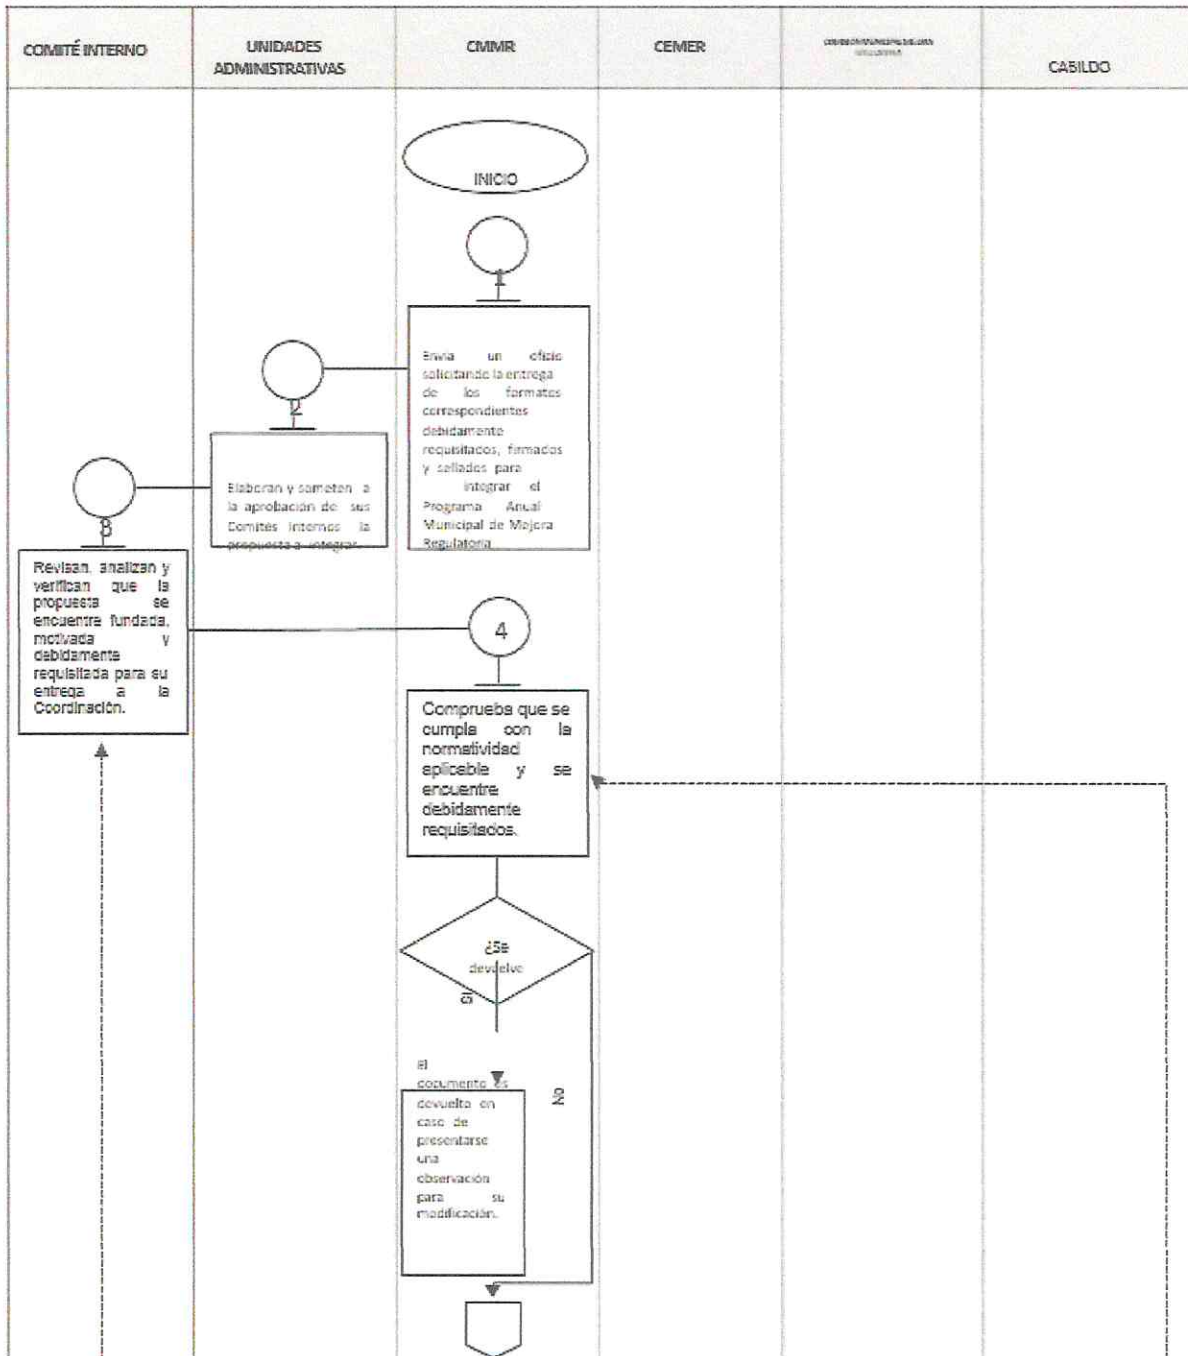 COMITÉ INTERNO
UNIDADES
ADMINISTRATIVAS
CMMR
CEMER
CABILDO
INICIO
1
Envia un oficio
solicitando la entrega
de los formatos
correspondientes
debidamente
requisitados, firmados
y sellados para
integrar el
Programa Anual
Municipal de Mejora
Regulatoria
2
Elaboran y someten a
la aprobación de sus
Comités Internos la
propuesta a integrar.
3
Revisan, analizan y
verifican que la
propuesta se
encuentre fundada,
motivada y
debidamente
requisitada para su
entrega a la
Coordinación.
4
Comprueba que se
cumpla con la
normatividad
aplicable y se
encuentre
debidamente
requisitados.
¿Se
devuelve
Si
No
El
documento es
devuelto en
caso de
presentarse
una
observación
para su
modificación.